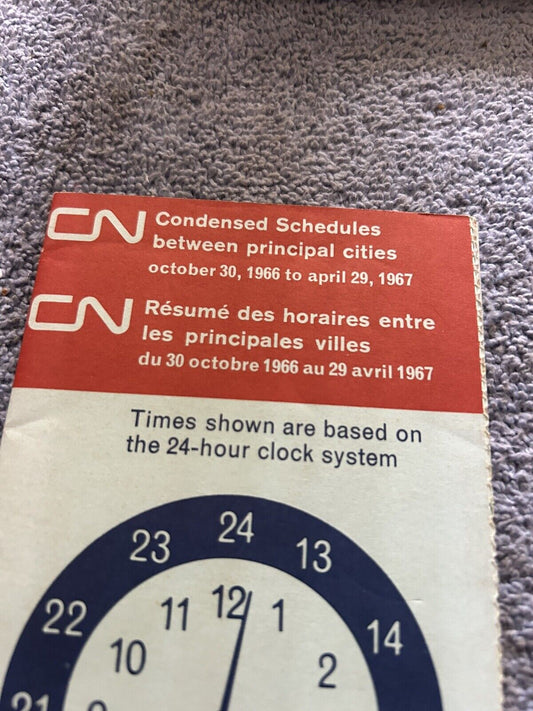 CN Condensed Schedules
between principal cities
october 30, 1966 to april 29, 1967
CN Résumé des horaires entre
les principales villes
du 30 octobre 1966 au 29 avril 1967
Times shown are based on
the 24-hour clock system
24
23
13
12
11
1
22
14
10
2
21